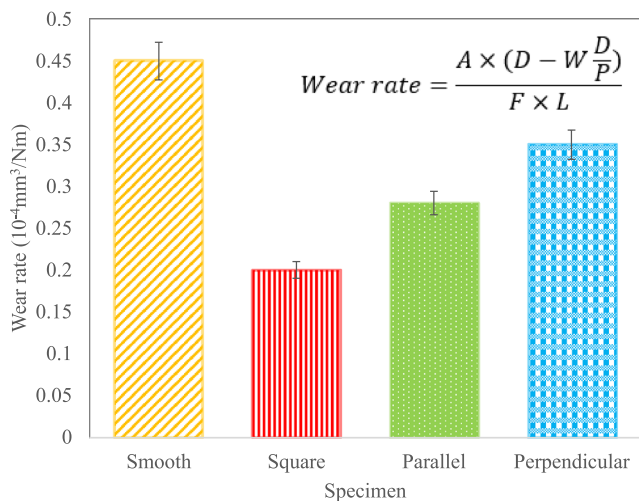 0.5
0.45
0.4
0.35
0.3
0.25
0.2
0.15
0.1
0.05
0
Wear rate (10⁻⁴mm³/Nm)
Wear rate = A × (D − W D/P) / F × L
Smooth Square Parallel Perpendicular
Specimen